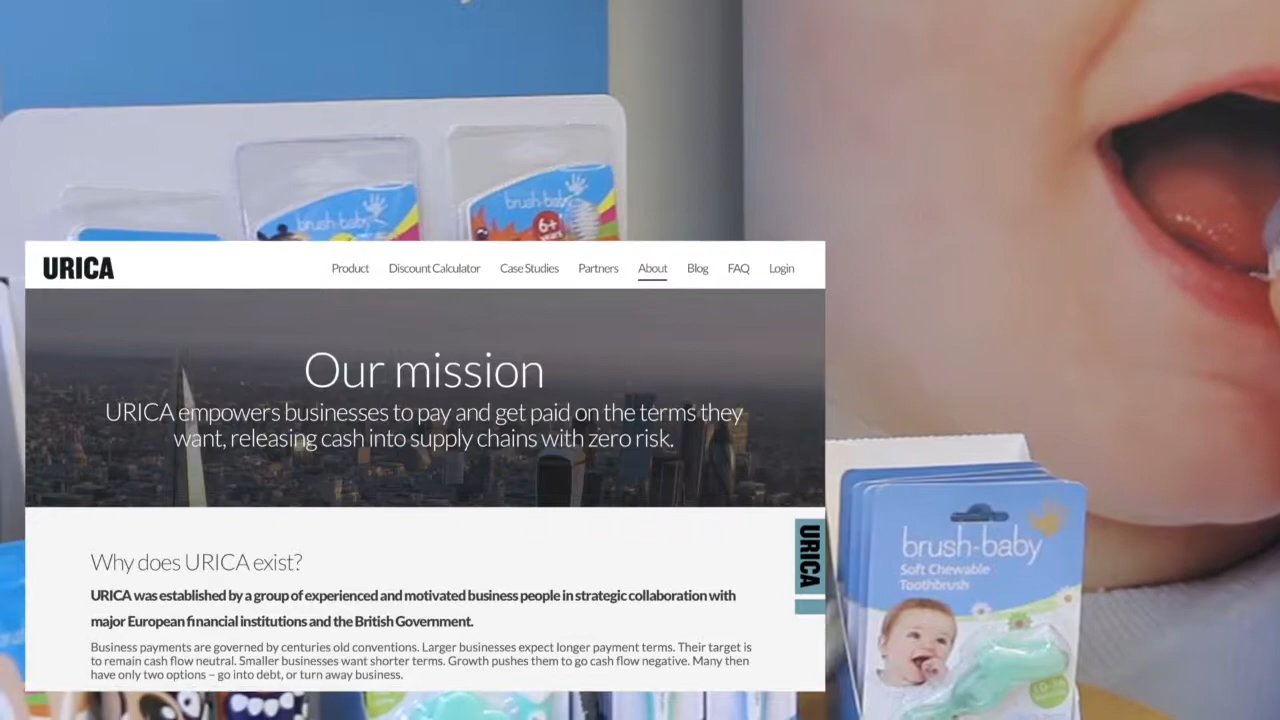 brush-baby
brush-baby
6+
years
URICA
Product Discount Calculator Case Studies Partners About Blog FAQ Login
Our mission
URICA empowers businesses to pay and get paid on the terms they
want, releasing cash into supply chains with zero risk.
URICA
Why does URICA exist?
URICA was established by a group of experienced and motivated business people in strategic collaboration with
major European financial institutions and the British Government.
Business payments are governed by centuries old conventions. Larger businesses expect longer payment terms. Their target is
to remain cash flow neutral. Smaller businesses want shorter terms. Growth pushes them to go cash flow negative. Many then
have only two options – go into debt, or turn away business.
brush-baby
Soft Chewable
Toothbrush